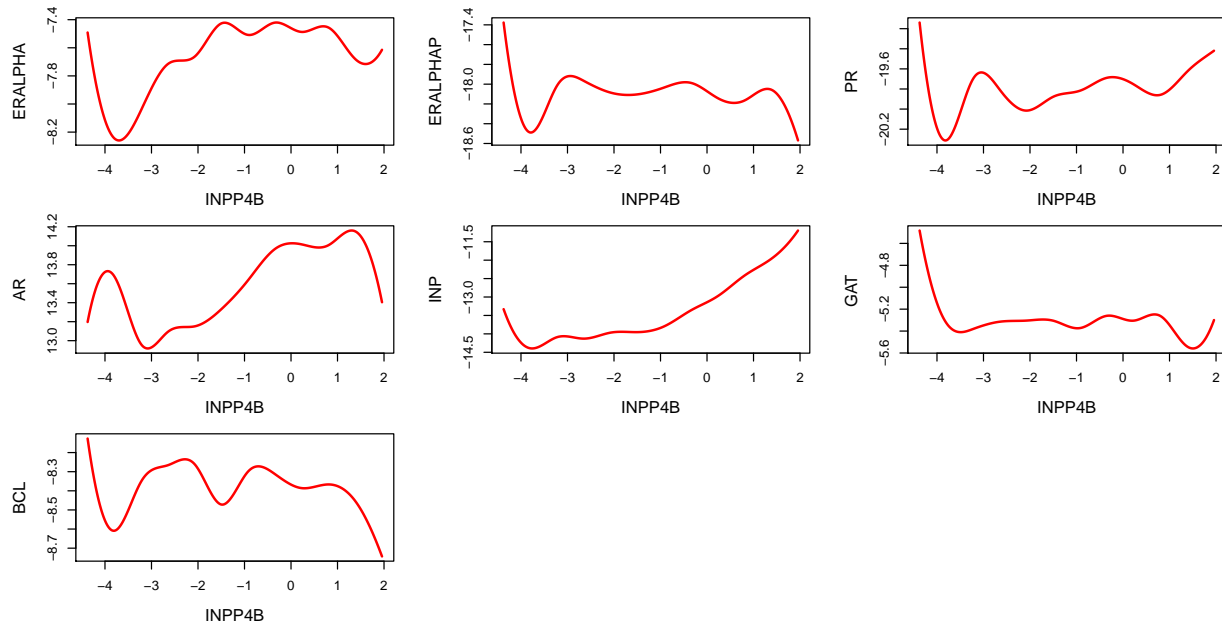 ERALPHA
−8.2 −7.8 −7.4
−4 −3 −2 −1 0 1 2
INPP4B
ERALPHAP
−18.6 −18.0 −17.4
−4 −3 −2 −1 0 1 2
INPP4B
PR
−20.2 −19.6
−4 −3 −2 −1 0 1 2
INPP4B
AR
13.0 13.4 13.8 14.2
−4 −3 −2 −1 0 1 2
INPP4B
INP
−14.5 −13.0 −11.5
−4 −3 −2 −1 0 1 2
INPP4B
GAT
−5.6 −5.2 −4.8
−4 −3 −2 −1 0 1 2
INPP4B
BCL
−8.7 −8.5 −8.3
−4 −3 −2 −1 0 1 2
INPP4B